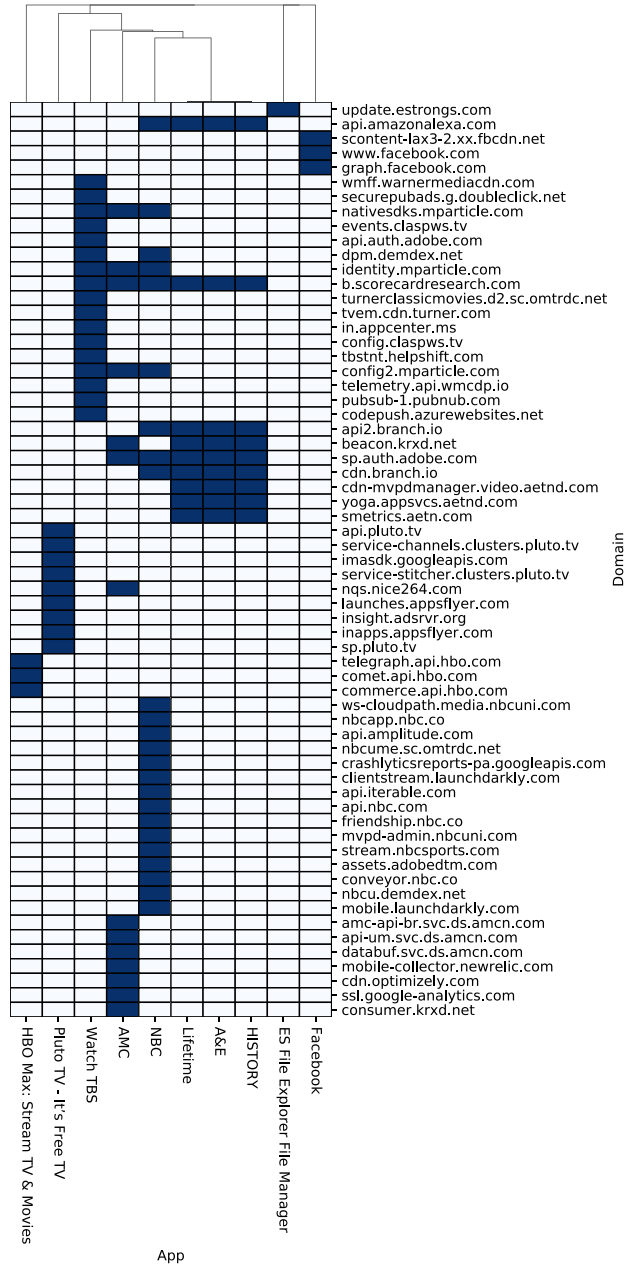 update.estrongs.com
api.amazonalexa.com
scontent-lax3-2.xx.fbcdn.net
www.facebook.com
graph.facebook.com
wmff.warnermediacdn.com
securepubads.g.doubleclick.net
nativesdks.mparticle.com
events.claspws.tv
api.auth.adobe.com
dpm.demdex.net
identity.mparticle.com
b.scorecardresearch.com
turnerclassicmovies.d2.sc.omtrdc.net
tvem.cdn.turner.com
in.appcenter.ms
config.claspws.tv
tbstnt.helpshift.com
config2.mparticle.com
telemetry.api.wmcdp.io
pubsub-1.pubnub.com
codepush.azurewebsites.net
api2.branch.io
beacon.krxd.net
sp.auth.adobe.com
cdn.branch.io
cdn-mvpdmanager.video.aetnd.com
yoga.appsvcs.aetnd.com
smetrics.aetn.com
api.pluto.tv
service-channels.clusters.pluto.tv
imasdk.googleapis.com
service-stitcher.clusters.pluto.tv
nqs.nice264.com
launches.appsflyer.com
insight.adsrvr.org
inapps.appsflyer.com
sp.pluto.tv
telegraph.api.hbo.com
comet.api.hbo.com
commerce.api.hbo.com
ws-cloudpath.media.nbcuni.com
nbcapp.nbc.co
api.amplitude.com
nbcume.sc.omtrdc.net
crashlyticsreports-pa.googleapis.com
clientstream.launchdarkly.com
api.iterable.com
api.nbc.com
friendship.nbc.co
mvpd-admin.nbcuni.com
stream.nbcsports.com
assets.adobedtm.com
conveyor.nbc.co
nbcu.demdex.net
mobile.launchdarkly.com
amc-api-br.svc.ds.amcn.com
api-um.svc.ds.amcn.com
databuf.svc.ds.amcn.com
mobile-collector.newrelic.com
cdn.optimizely.com
ssl.google-analytics.com
consumer.krxd.net
Domain
HBO Max: Stream TV & Movies
Pluto TV - It's Free TV
Watch TBS
AMC
NBC
Lifetime
A&E
HISTORY
ES File Explorer File Manager
Facebook
App